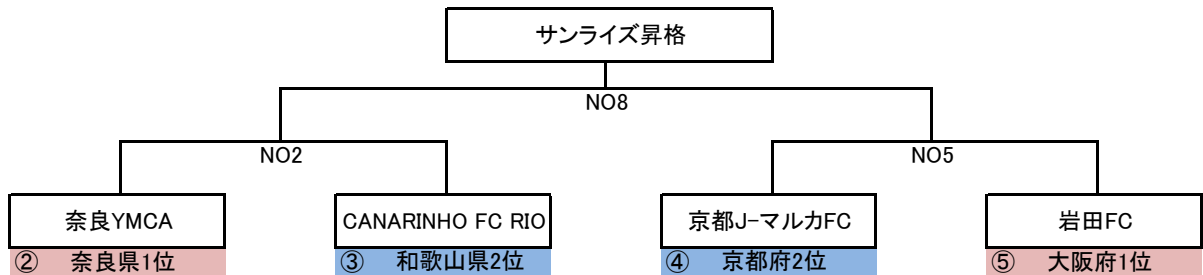 サンライズ昇格
NO8
NO2
NO5
奈良YMCA
CANARINHO FC RIO
京都J-マルカFC
岩田FC
② 奈良県1位
③ 和歌山県2位
④ 京都府2位
⑤ 大阪府1位